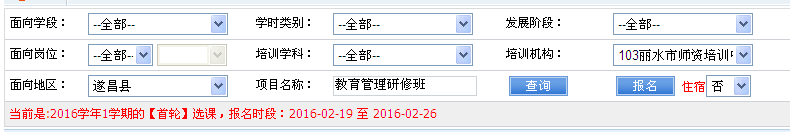 面向学段： --全部-- 学时类别： --全部-- 发展阶段： --全部--
面向岗位： --全部-- 培训学科： --全部-- 培训机构： 103丽水市师资培训
面向地区： 遂昌县 项目名称： 教育管理研修班 查询 报名 住宿 否
当前是:2016学年1学期的【首轮】选课，报名时段：2016-02-19 至 2016-02-26